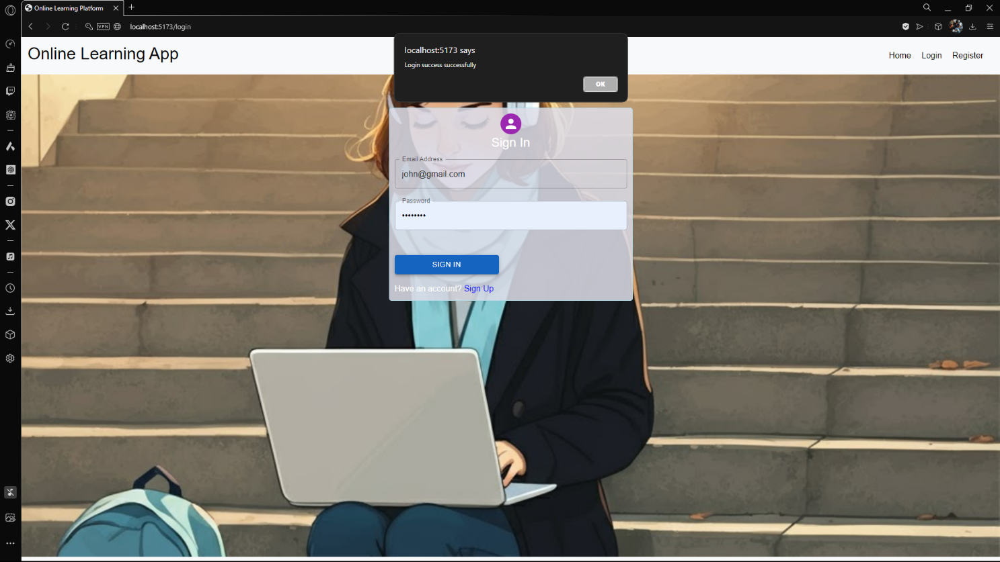 Online Learning Platform
VPN
localhost:5173/login
localhost:5173 says
Login success successfully
OK
Online Learning App
Home Login Register
Sign In
Email Address
john@gmail.com
Password
••••••••
SIGN IN
Have an account? Sign Up